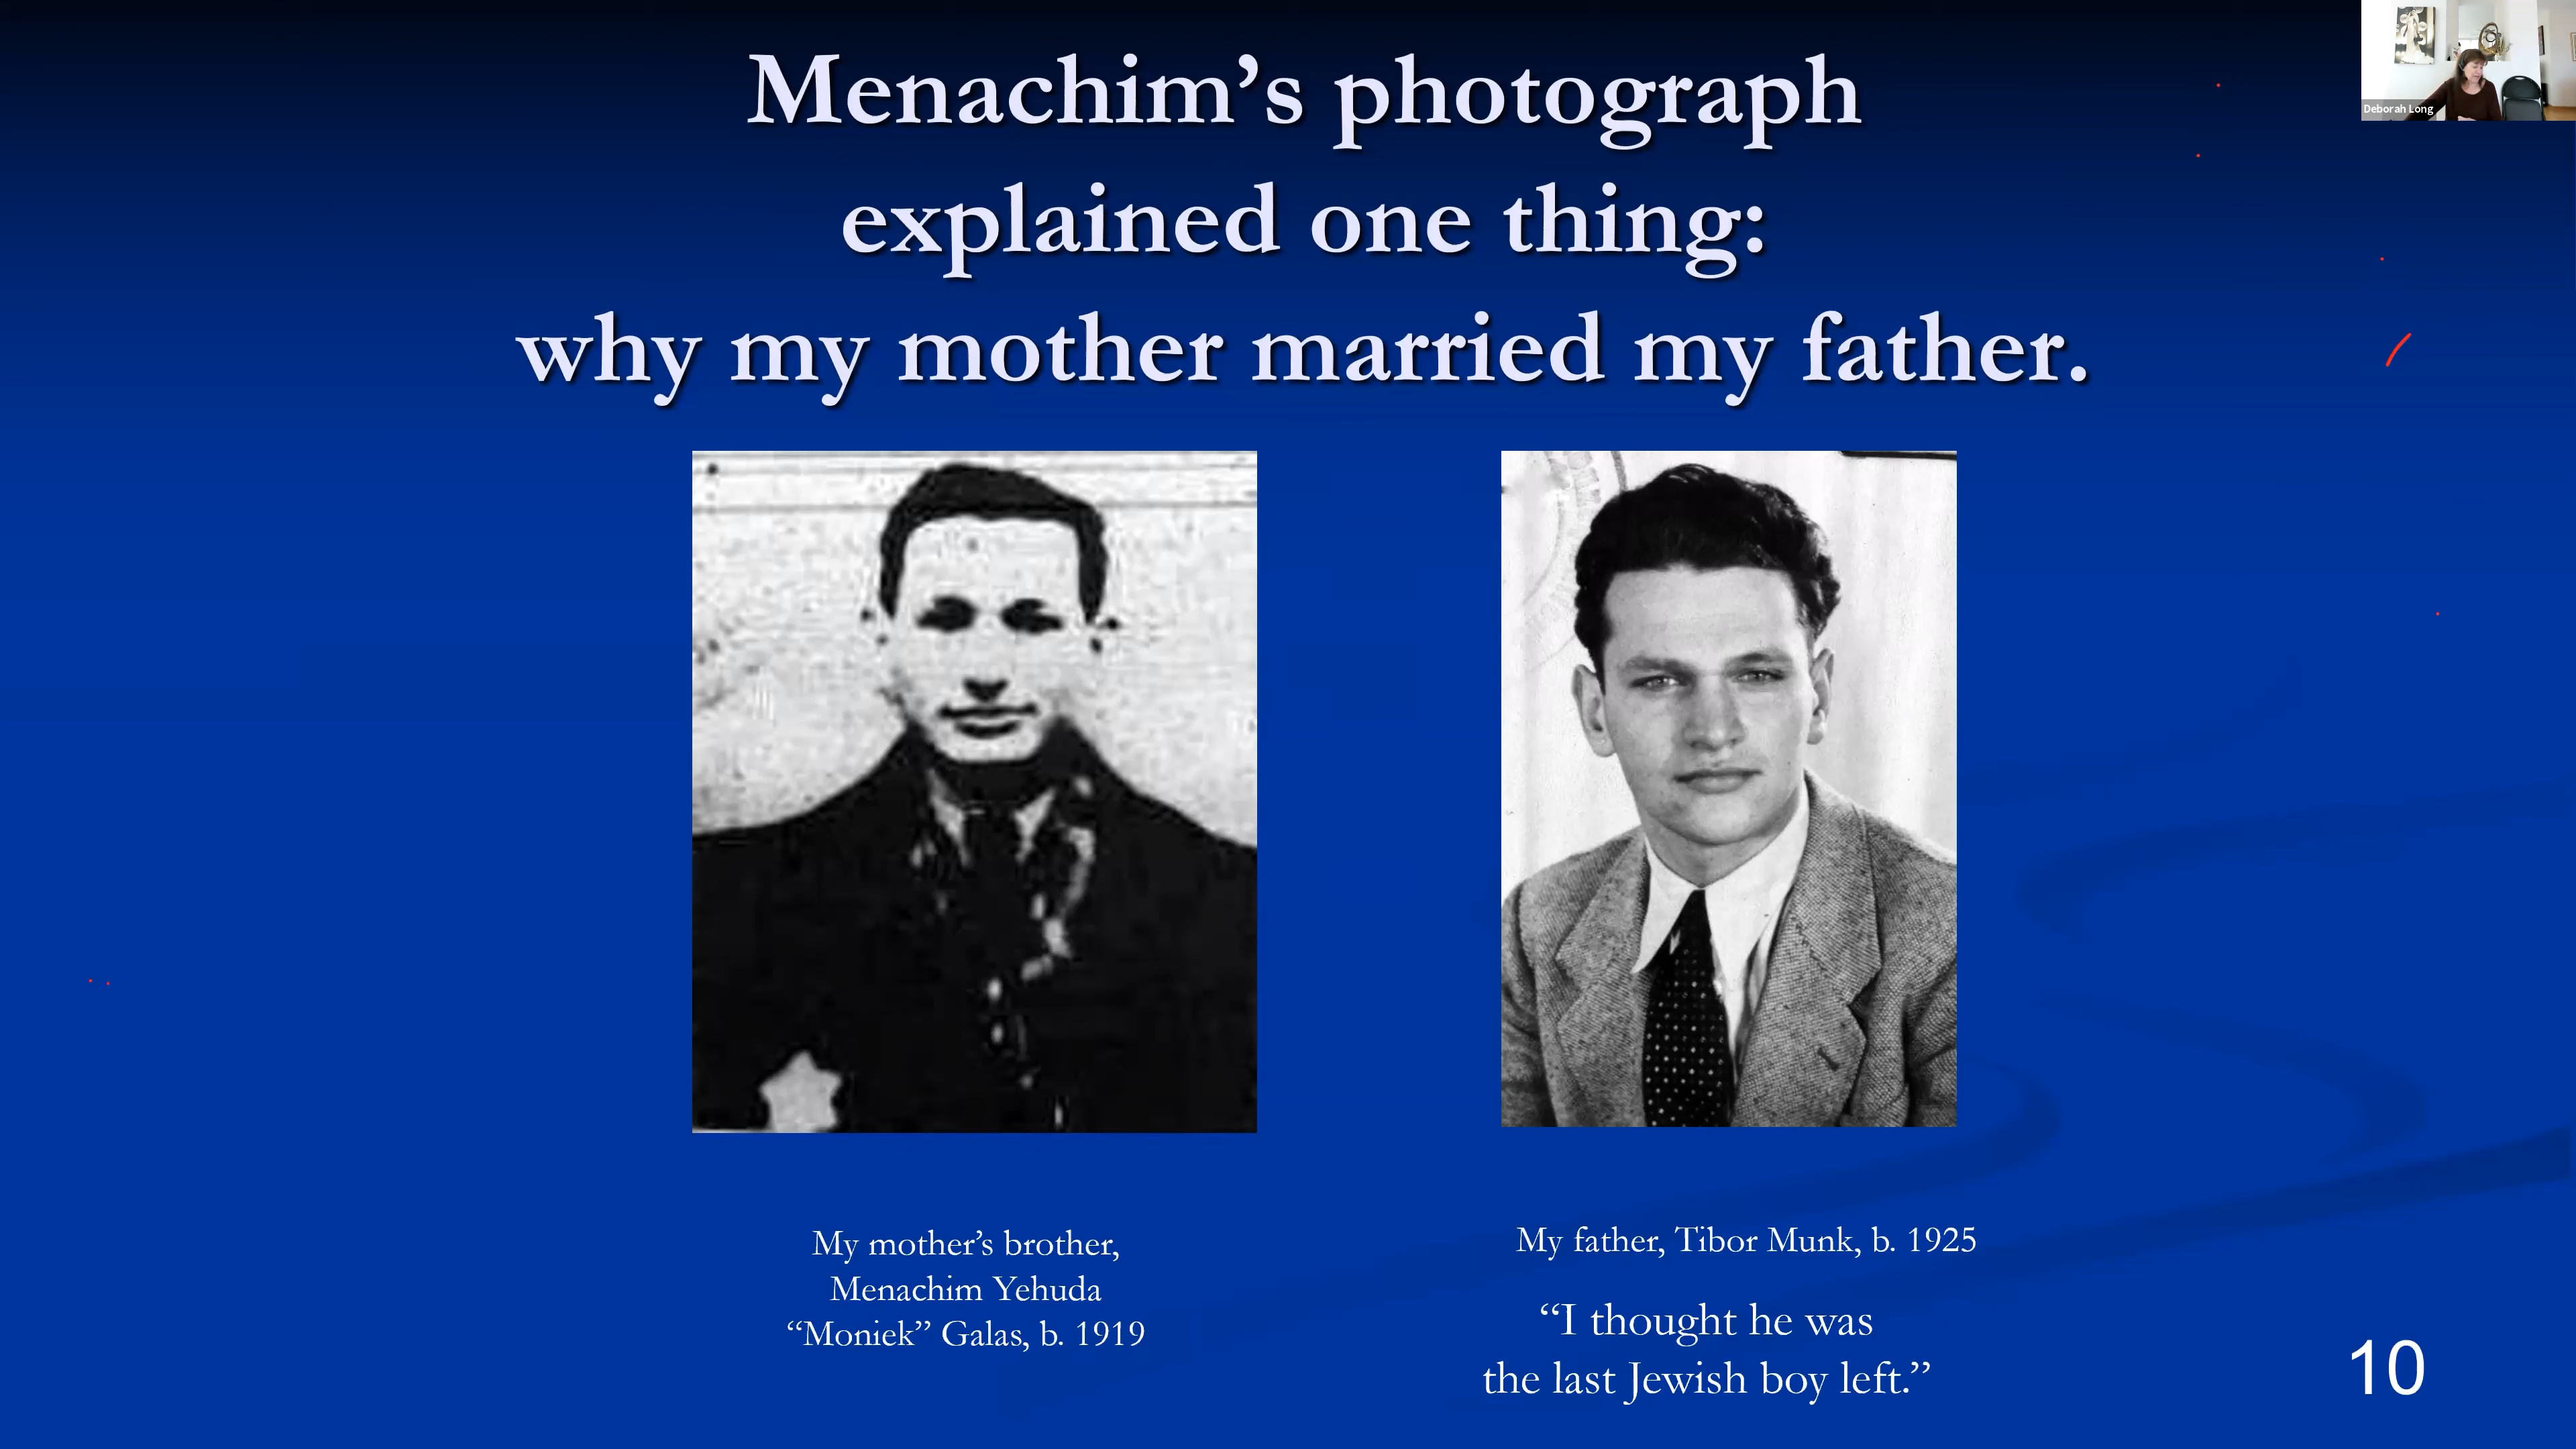 Menachim’s photograph
explained one thing:
why my mother married my father.
Deborah Long
My mother’s brother,
Menachim Yehuda
“Moniek” Galas, b. 1919
My father, Tibor Munk, b. 1925
“I thought he was
the last Jewish boy left.”
10